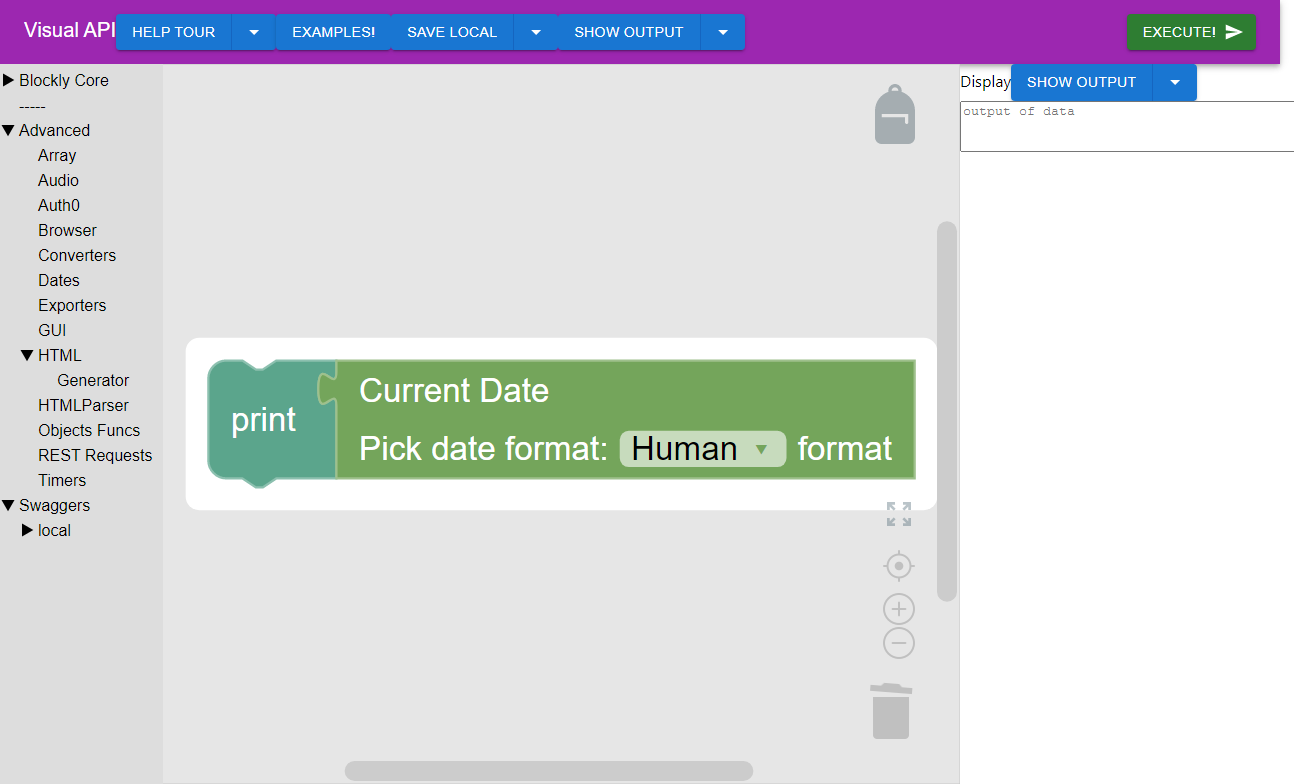 Visual API
HELP TOUR
EXAMPLES!
SAVE LOCAL
SHOW OUTPUT
EXECUTE!
Blockly Core
-----
Advanced
Array
Audio
Auth0
Browser
Converters
Dates
Exporters
GUI
HTML
Generator
HTMLParser
Objects Funcs
REST Requests
Timers
Swaggers
local
print
Current Date
Pick date format: Human format
Display SHOW OUTPUT
output of data